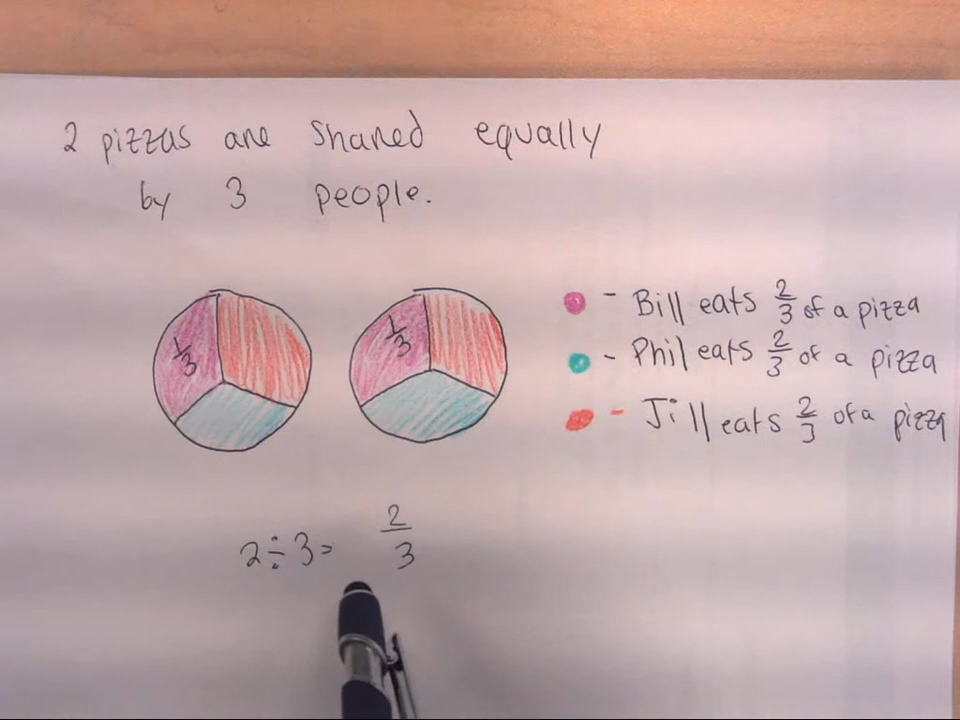 2 pizzas are shared equally
by 3 people.
1/3
1/3
- Bill eats 2/3 of a pizza
- Phil eats 2/3 of a pizza
- Jill eats 2/3 of a pizza
2 ÷ 3 = 2/3